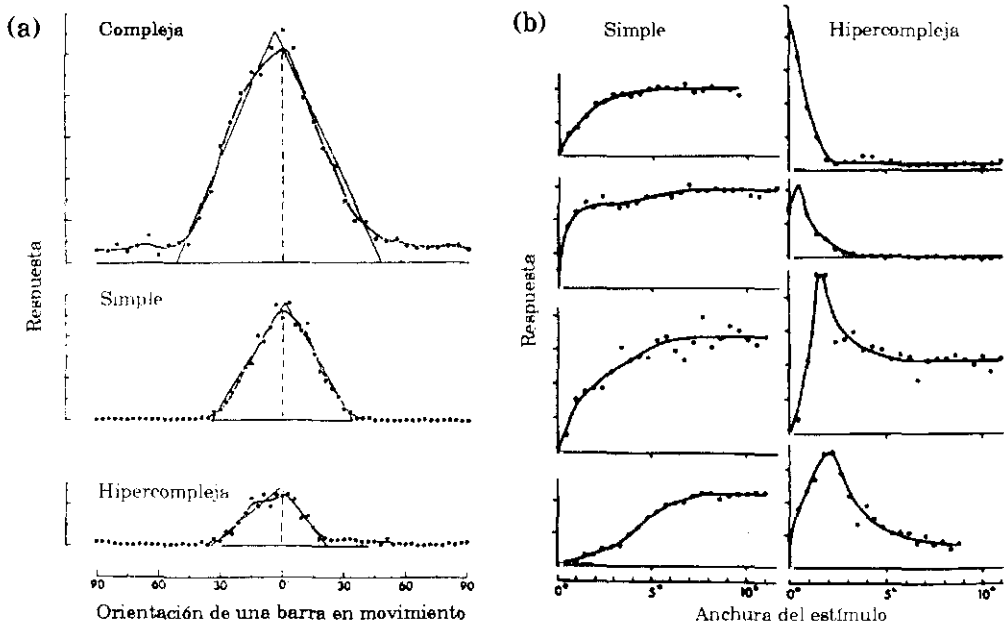 (a)
Compleja
Simple
Hipercompleja
Respuesta
90 60 30 0 30 60 90
Orientación de una barra en movimiento
(b)
Simple
Hipercompleja
Respuesta
0° 5° 10° 0° 5° 10°
Anchura del estímulo